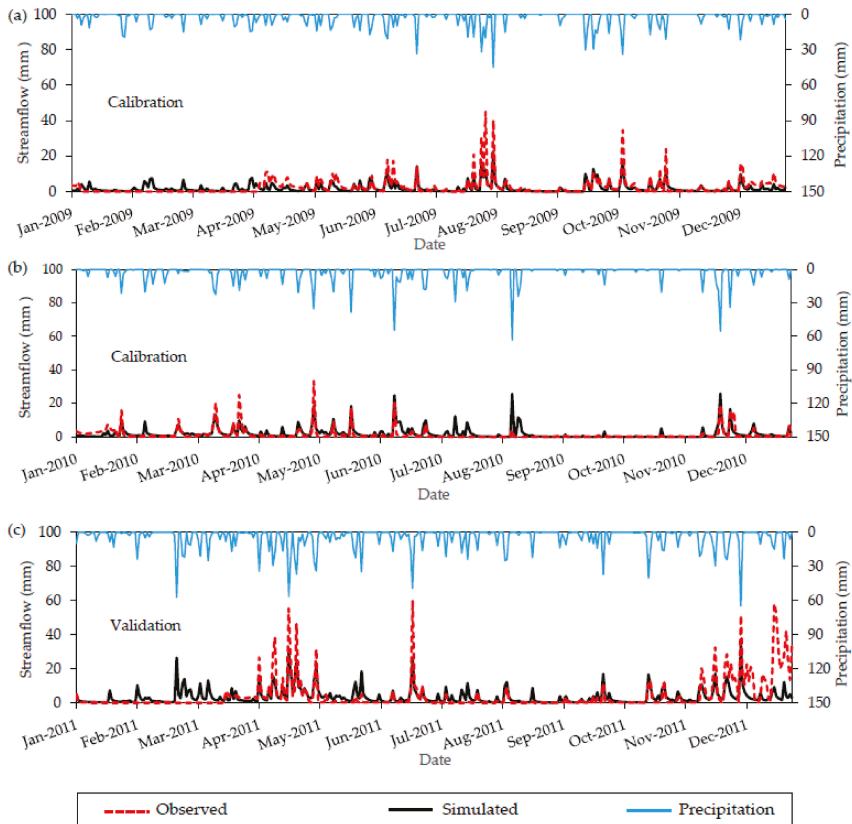 (a)
100
80
60
40
20
0
Streamflow (mm )
Calibration
0
30
60
90
120
150
Precipitation (mm)
Jan-2009
Feb-2009
Mar-2009
Apr-2009
May-2009
Jun-2009
Jul-2009
Aug-2009
Sep-2009
Oct-2009
Nov-2009
Dec-2009
Date
(b)
100
80
60
40
20
0
Streamflow (mm )
Calibration
0
30
60
90
120
150
Precipitation (mm)
Jan-2010
Feb-2010
Mar-2010
Apr-2010
May-2010
Jun-2010
Jul-2010
Aug-2010
Sep-2010
Oct-2010
Nov-2010
Dec-2010
Date
(c)
100
80
60
40
20
0
Streamflow (mm)
Validation
0
30
60
90
120
150
Precipitation (mm)
Jan-2011
Feb-2011
Mar-2011
Apr-2011
May-2011
Jun-2011
Jul-2011
Aug-2011
Sep-2011
Oct-2011
Nov-2011
Dec-2011
Date
Observed Simulated Precipitation